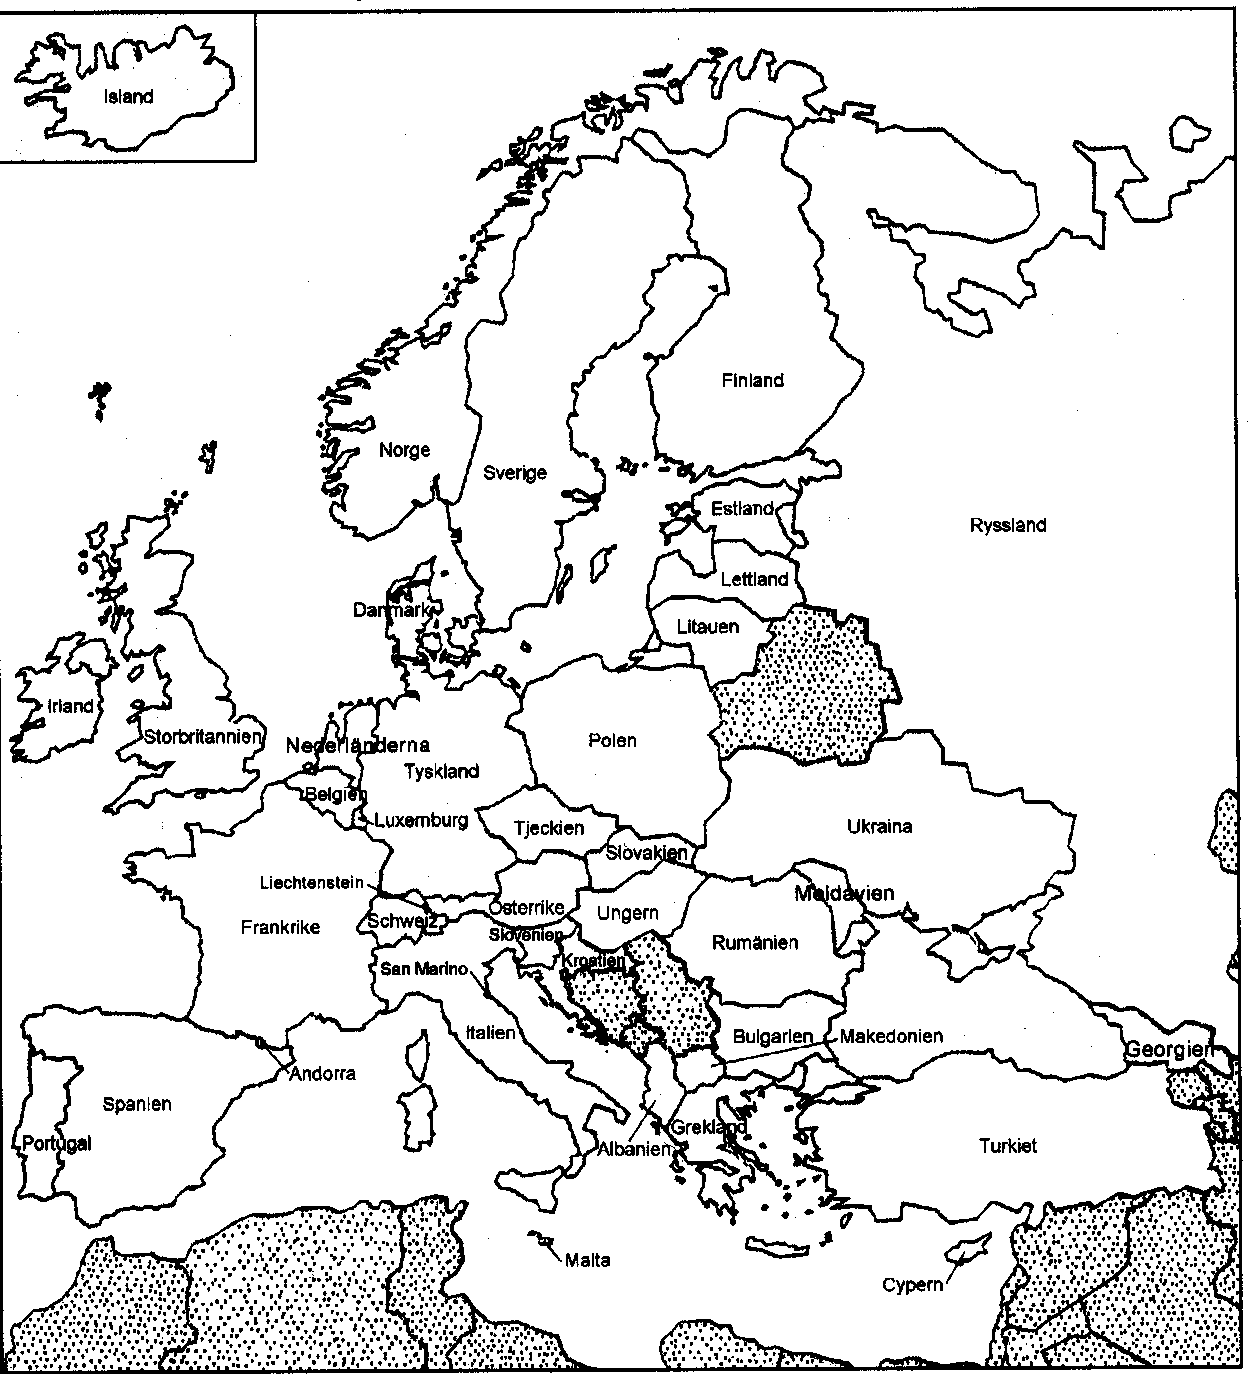 Island
Finland
Norge
Sverige
Estland
Ryssland
Lettland
Danmark
Litauen
Irland
Storbritannien
Nederländerna
Polen
Tyskland
Belgien
Luxemburg
Tjeckien
Ukraina
Slovakien
Liechtenstein
Moldavien
Österrike
Ungern
Schweiz
Frankrike
Slovenien
Rumänien
Kroatien
San Marino
Italien
Bulgarien
Makedonien
Georgien
Andorra
Spanien
Grekland
Portugal
Albanien
Turkiet
Malta
Cypern